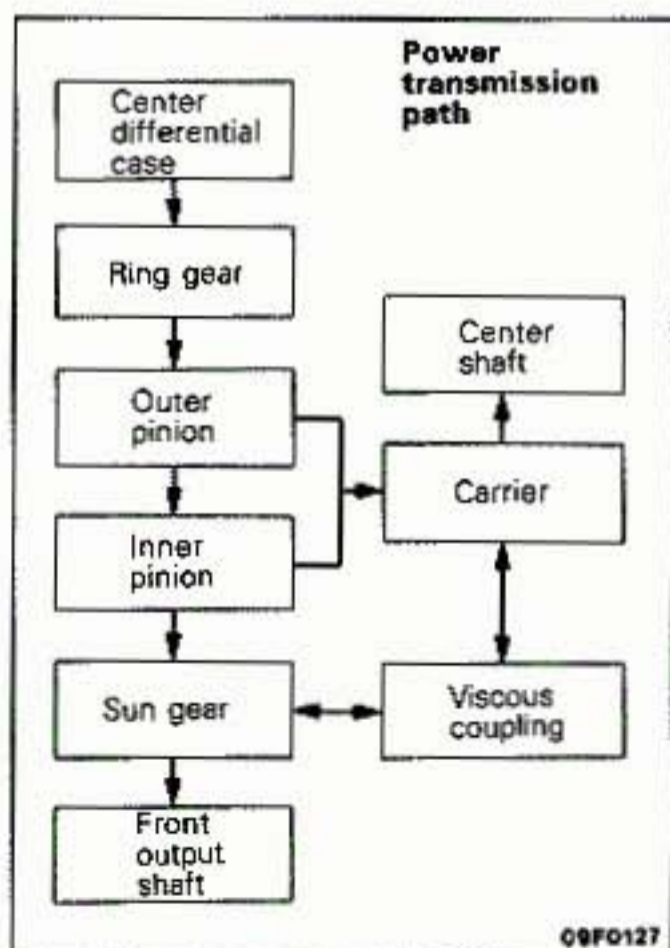 Power
transmission
path
Center
differential
case
Ring gear
Center
shaft
Outer
pinion
Carrier
Inner
pinion
Sun gear
Viscous
coupling
Front
output
shaft
09F0127